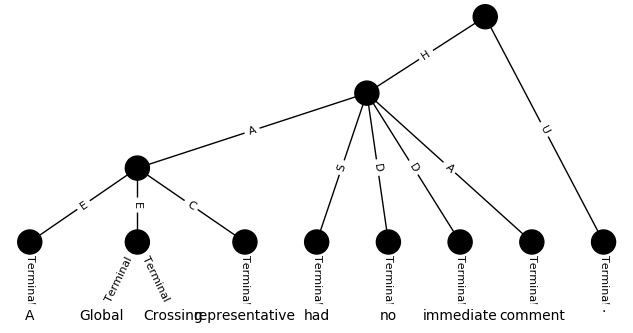 H
A
S
D
D
A
U
E
E
C
Terminal
Terminal
Terminal
Terminal
Terminal
Terminal
Terminal
Terminal
Terminal
A Global Crossing representative had no immediate comment .